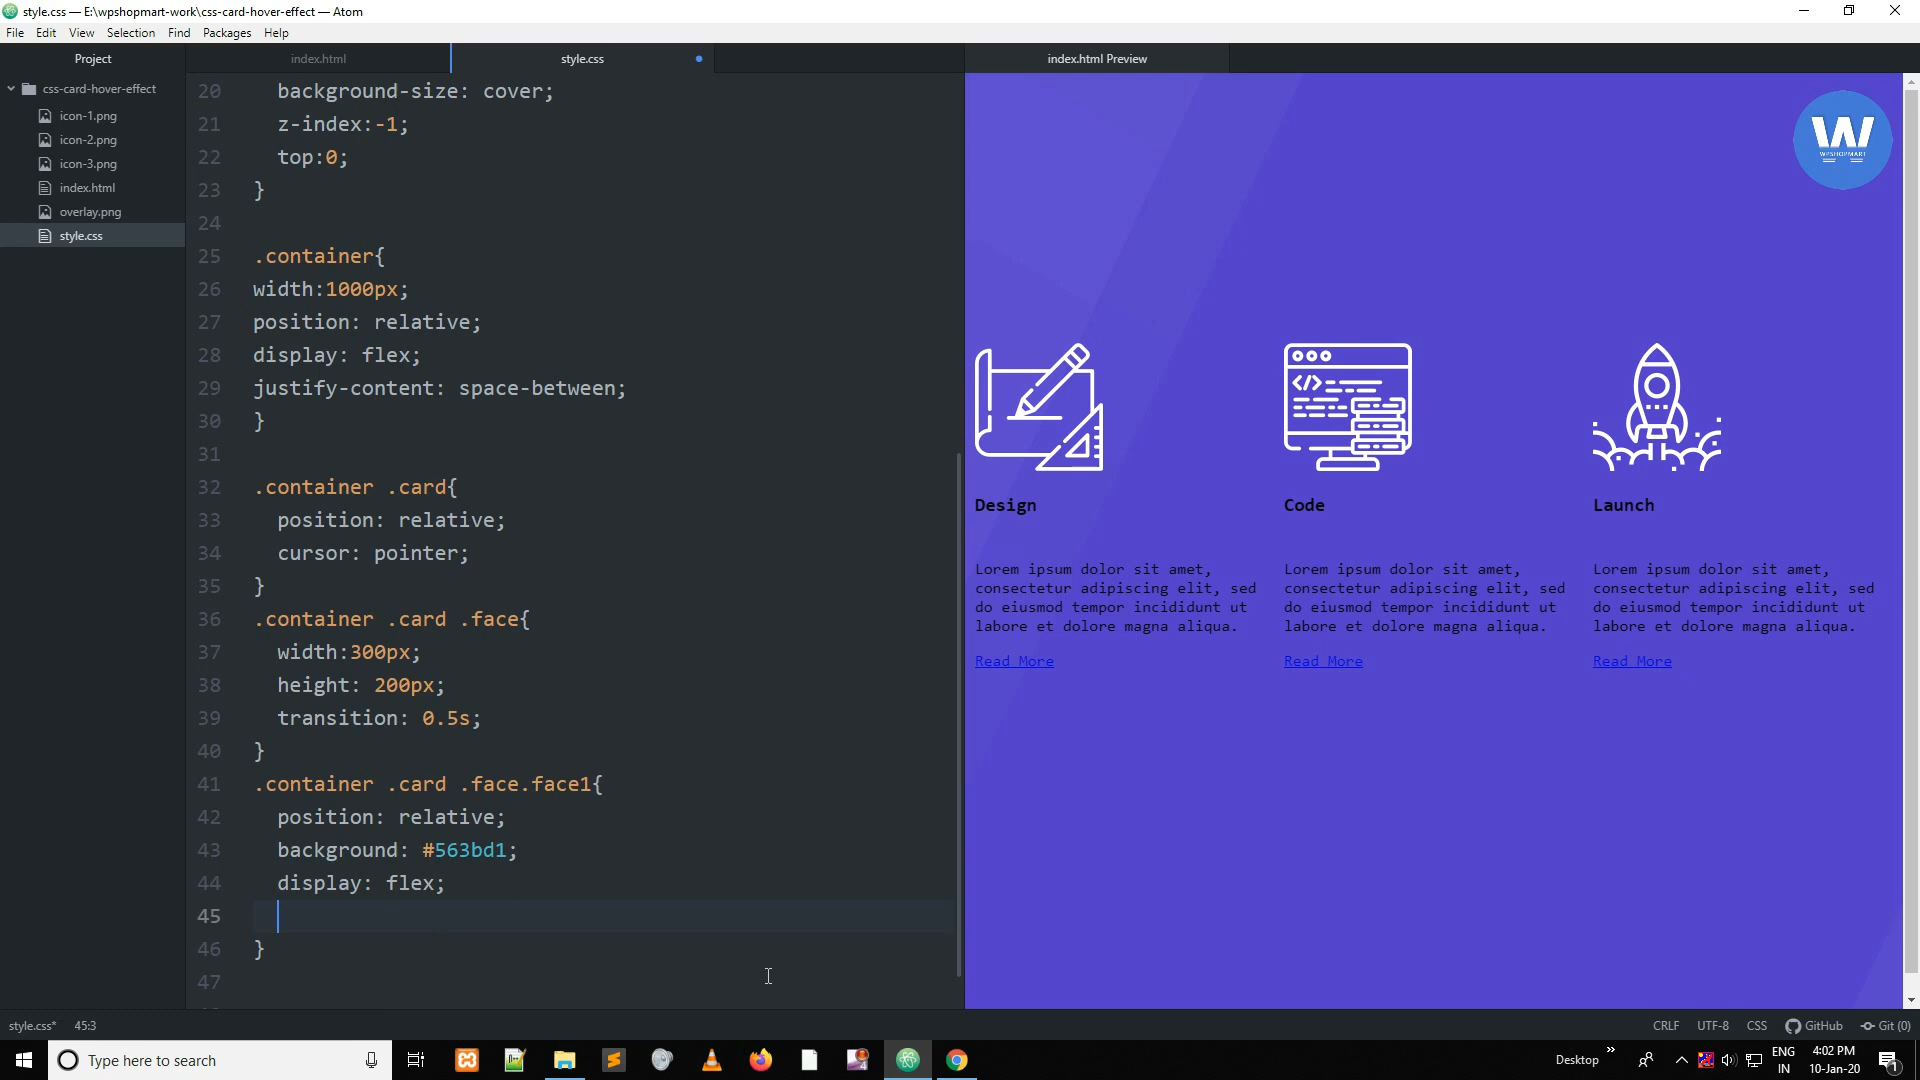 style.css — E:\wpshopmart-work\css-card-hover-effect — Atom
File Edit View Selection Find Packages Help
Project
index.html
style.css
index.html Preview
css-card-hover-effect
icon-1.png
icon-2.png
icon-3.png
index.html
overlay.png
style.css
20 background-size: cover;
21 z-index:-1;
22 top:0;
23 }
24
25 .container{
26 width:1000px;
27 position: relative;
28 display: flex;
29 justify-content: space-between;
30 }
31
32 .container .card{
33 position: relative;
34 cursor: pointer;
35 }
36 .container .card .face{
37 width:300px;
38 height: 200px;
39 transition: 0.5s;
40 }
41 .container .card .face.face1{
42 position: relative;
43 background: #563bd1;
44 display: flex;
45
46 }
47
W
WPSHOPMART
</>
Design
Lorem ipsum dolor sit amet,
consectetur adipiscing elit, sed
do eiusmod tempor incididunt ut
labore et dolore magna aliqua.
Read More
Code
Lorem ipsum dolor sit amet,
consectetur adipiscing elit, sed
do eiusmod tempor incididunt ut
labore et dolore magna aliqua.
Read More
Launch
Lorem ipsum dolor sit amet,
consectetur adipiscing elit, sed
do eiusmod tempor incididunt ut
labore et dolore magna aliqua.
Read More
style.css* 45:3
CRLF UTF-8 CSS GitHub Git (0)
Type here to search
Desktop
ENG
IN
4:02 PM
10-Jan-20
1